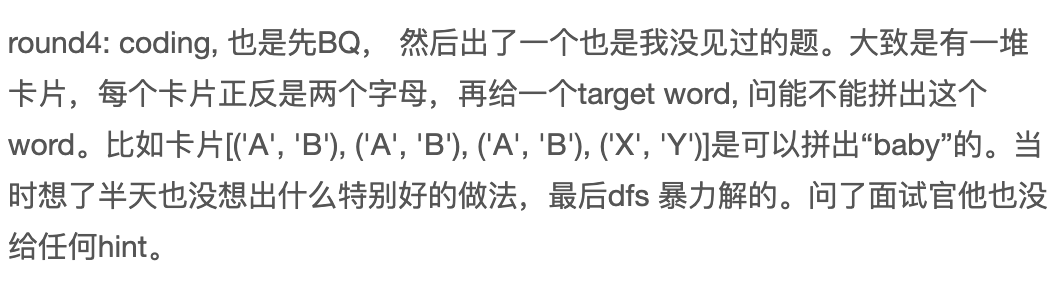 round4: coding, 也是先BQ， 然后出了一个也是我没见过的题。大致是有一堆
卡片，每个卡片正反是两个字母，再给一个target word, 问能不能拼出这个
word。比如卡片[('A', 'B'), ('A', 'B'), ('A', 'B'), ('X', 'Y')]是可以拼出“baby”的。当
时想了半天也没想出什么特别好的做法，最后dfs 暴力解的。问了面试官他也没
给任何hint。